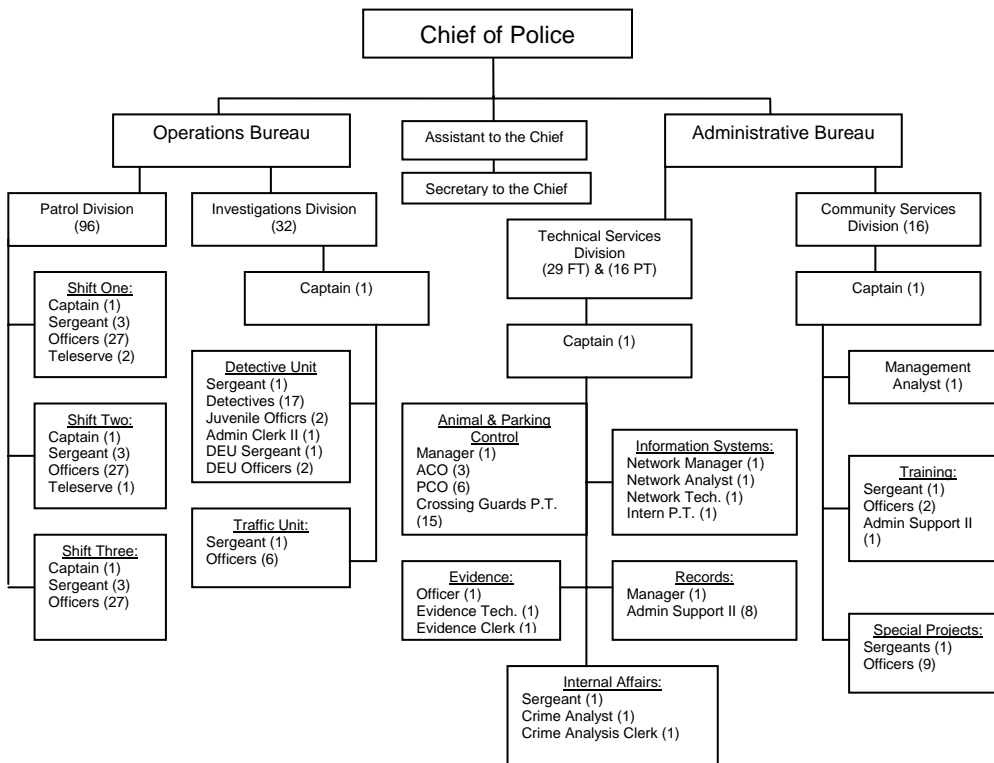 Chief of Police
Operations Bureau
Assistant to the Chief
Administrative Bureau
Secretary to the Chief
Patrol Division
(96)
Investigations Division
(32)
Technical Services
Division
(29 FT) & (16 PT)
Community Services
Division (16)
Shift One:
Captain (1)
Sergeant (3)
Officers (27)
Teleserve (2)
Shift Two:
Captain (1)
Sergeant (3)
Officers (27)
Teleserve (1)
Shift Three:
Captain (1)
Sergeant (3)
Officers (27)
Captain (1)
Detective Unit
Sergeant (1)
Detectives (17)
Juvenile Officrs (2)
Admin Clerk II (1)
DEU Sergeant (1)
DEU Officers (2)
Traffic Unit:
Sergeant (1)
Officers (6)
Captain (1)
Animal & Parking
Control
Manager (1)
ACO (3)
PCO (6)
Crossing Guards P.T.
(15)
Information Systems:
Network Manager (1)
Network Analyst (1)
Network Tech. (1)
Intern P.T. (1)
Evidence:
Officer (1)
Evidence Tech. (1)
Evidence Clerk (1)
Records:
Manager (1)
Admin Support II (8)
Internal Affairs:
Sergeant (1)
Crime Analyst (1)
Crime Analysis Clerk (1)
Captain (1)
Management
Analyst (1)
Training:
Sergeant (1)
Officers (2)
Admin Support II
(1)
Special Projects:
Sergeants (1)
Officers (9)